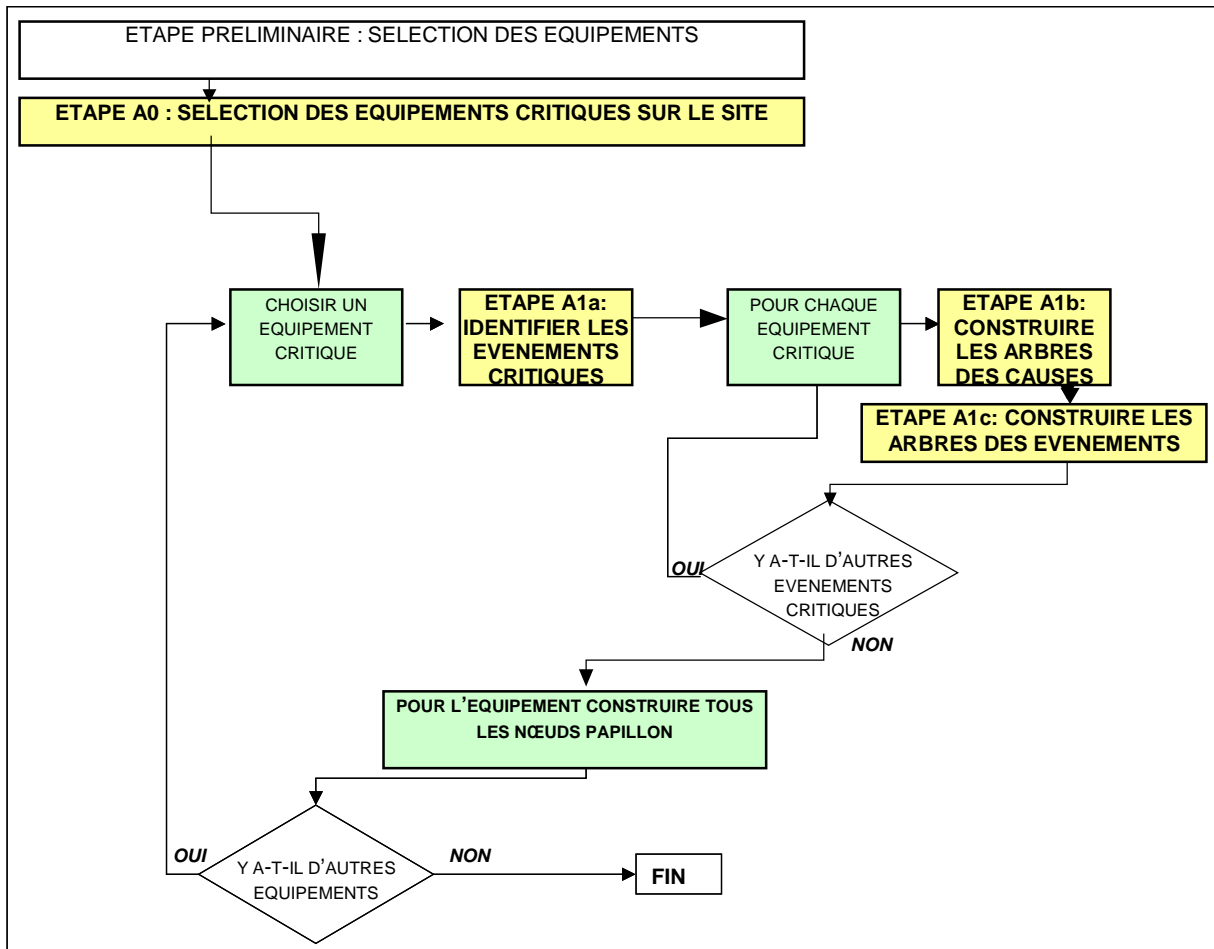 ETAPE PRELIMINAIRE : SELECTION DES EQUIPEMENTS
ETAPE A0 : SELECTION DES EQUIPEMENTS CRITIQUES SUR LE SITE
CHOISIR UN
EQUIPEMENT
CRITIQUE
ETAPE A1a:
IDENTIFIER LES
EVENEMENTS
CRITIQUES
POUR CHAQUE
EQUIPEMENT
CRITIQUE
ETAPE A1b:
CONSTRUIRE
LES ARBRES
DES CAUSES
ETAPE A1c: CONSTRUIRE LES
ARBRES DES EVENEMENTS
OUI
Y A-T-IL D’AUTRES
EVENEMENTS
CRITIQUES
NON
POUR L’EQUIPEMENT CONSTRUIRE TOUS
LES NŒUDS PAPILLON
OUI
Y A-T-IL D’AUTRES
EQUIPEMENTS
NON
FIN